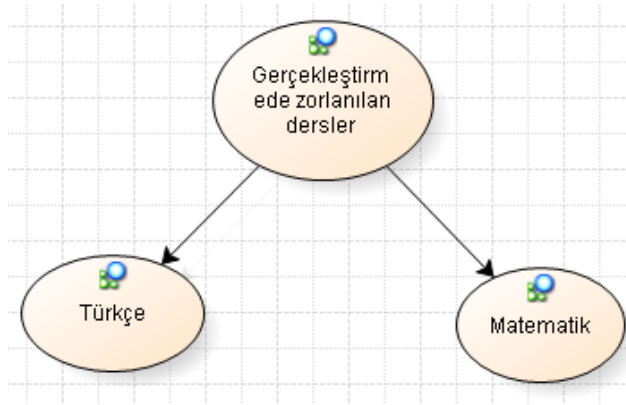 Gerçekleştirm
ede zorlanılan
dersler
Türkçe
Matematik